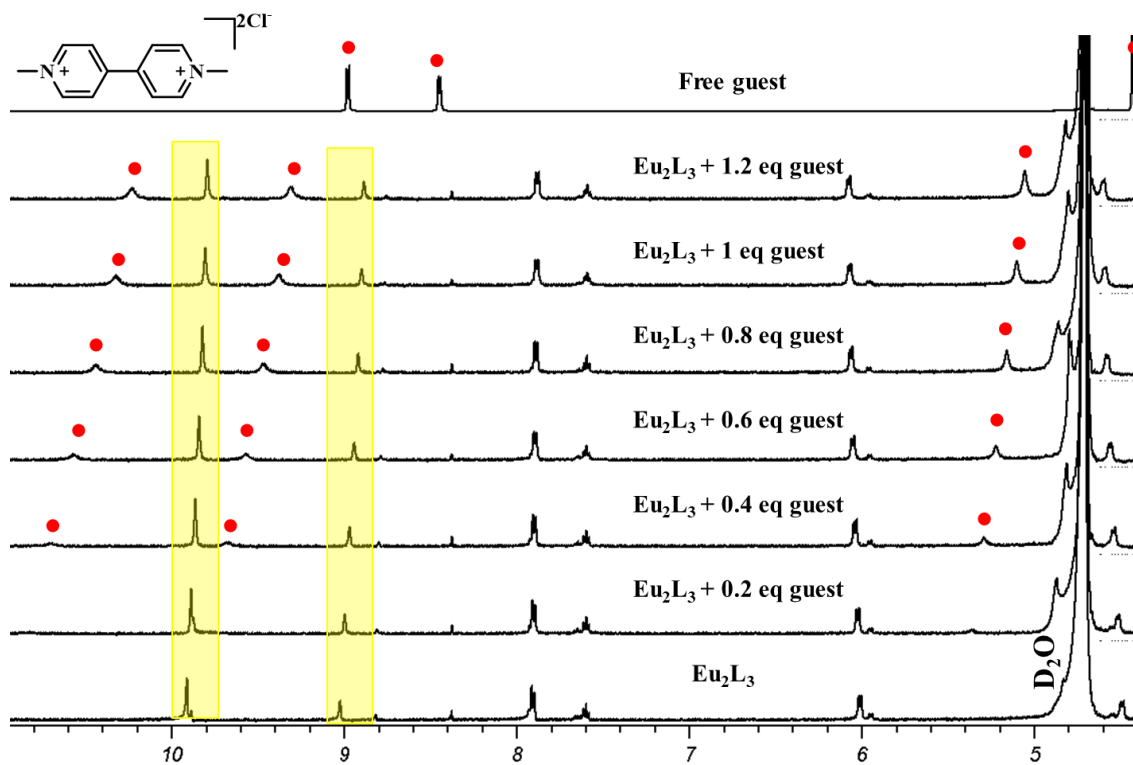 2Cl⁻
N
+
+
N
Free guest
Eu₂L₃ + 1.2 eq guest
Eu₂L₃ + 1 eq guest
Eu₂L₃ + 0.8 eq guest
Eu₂L₃ + 0.6 eq guest
Eu₂L₃ + 0.4 eq guest
Eu₂L₃ + 0.2 eq guest
Eu₂L₃
D₂O
10 9 8 7 6 5